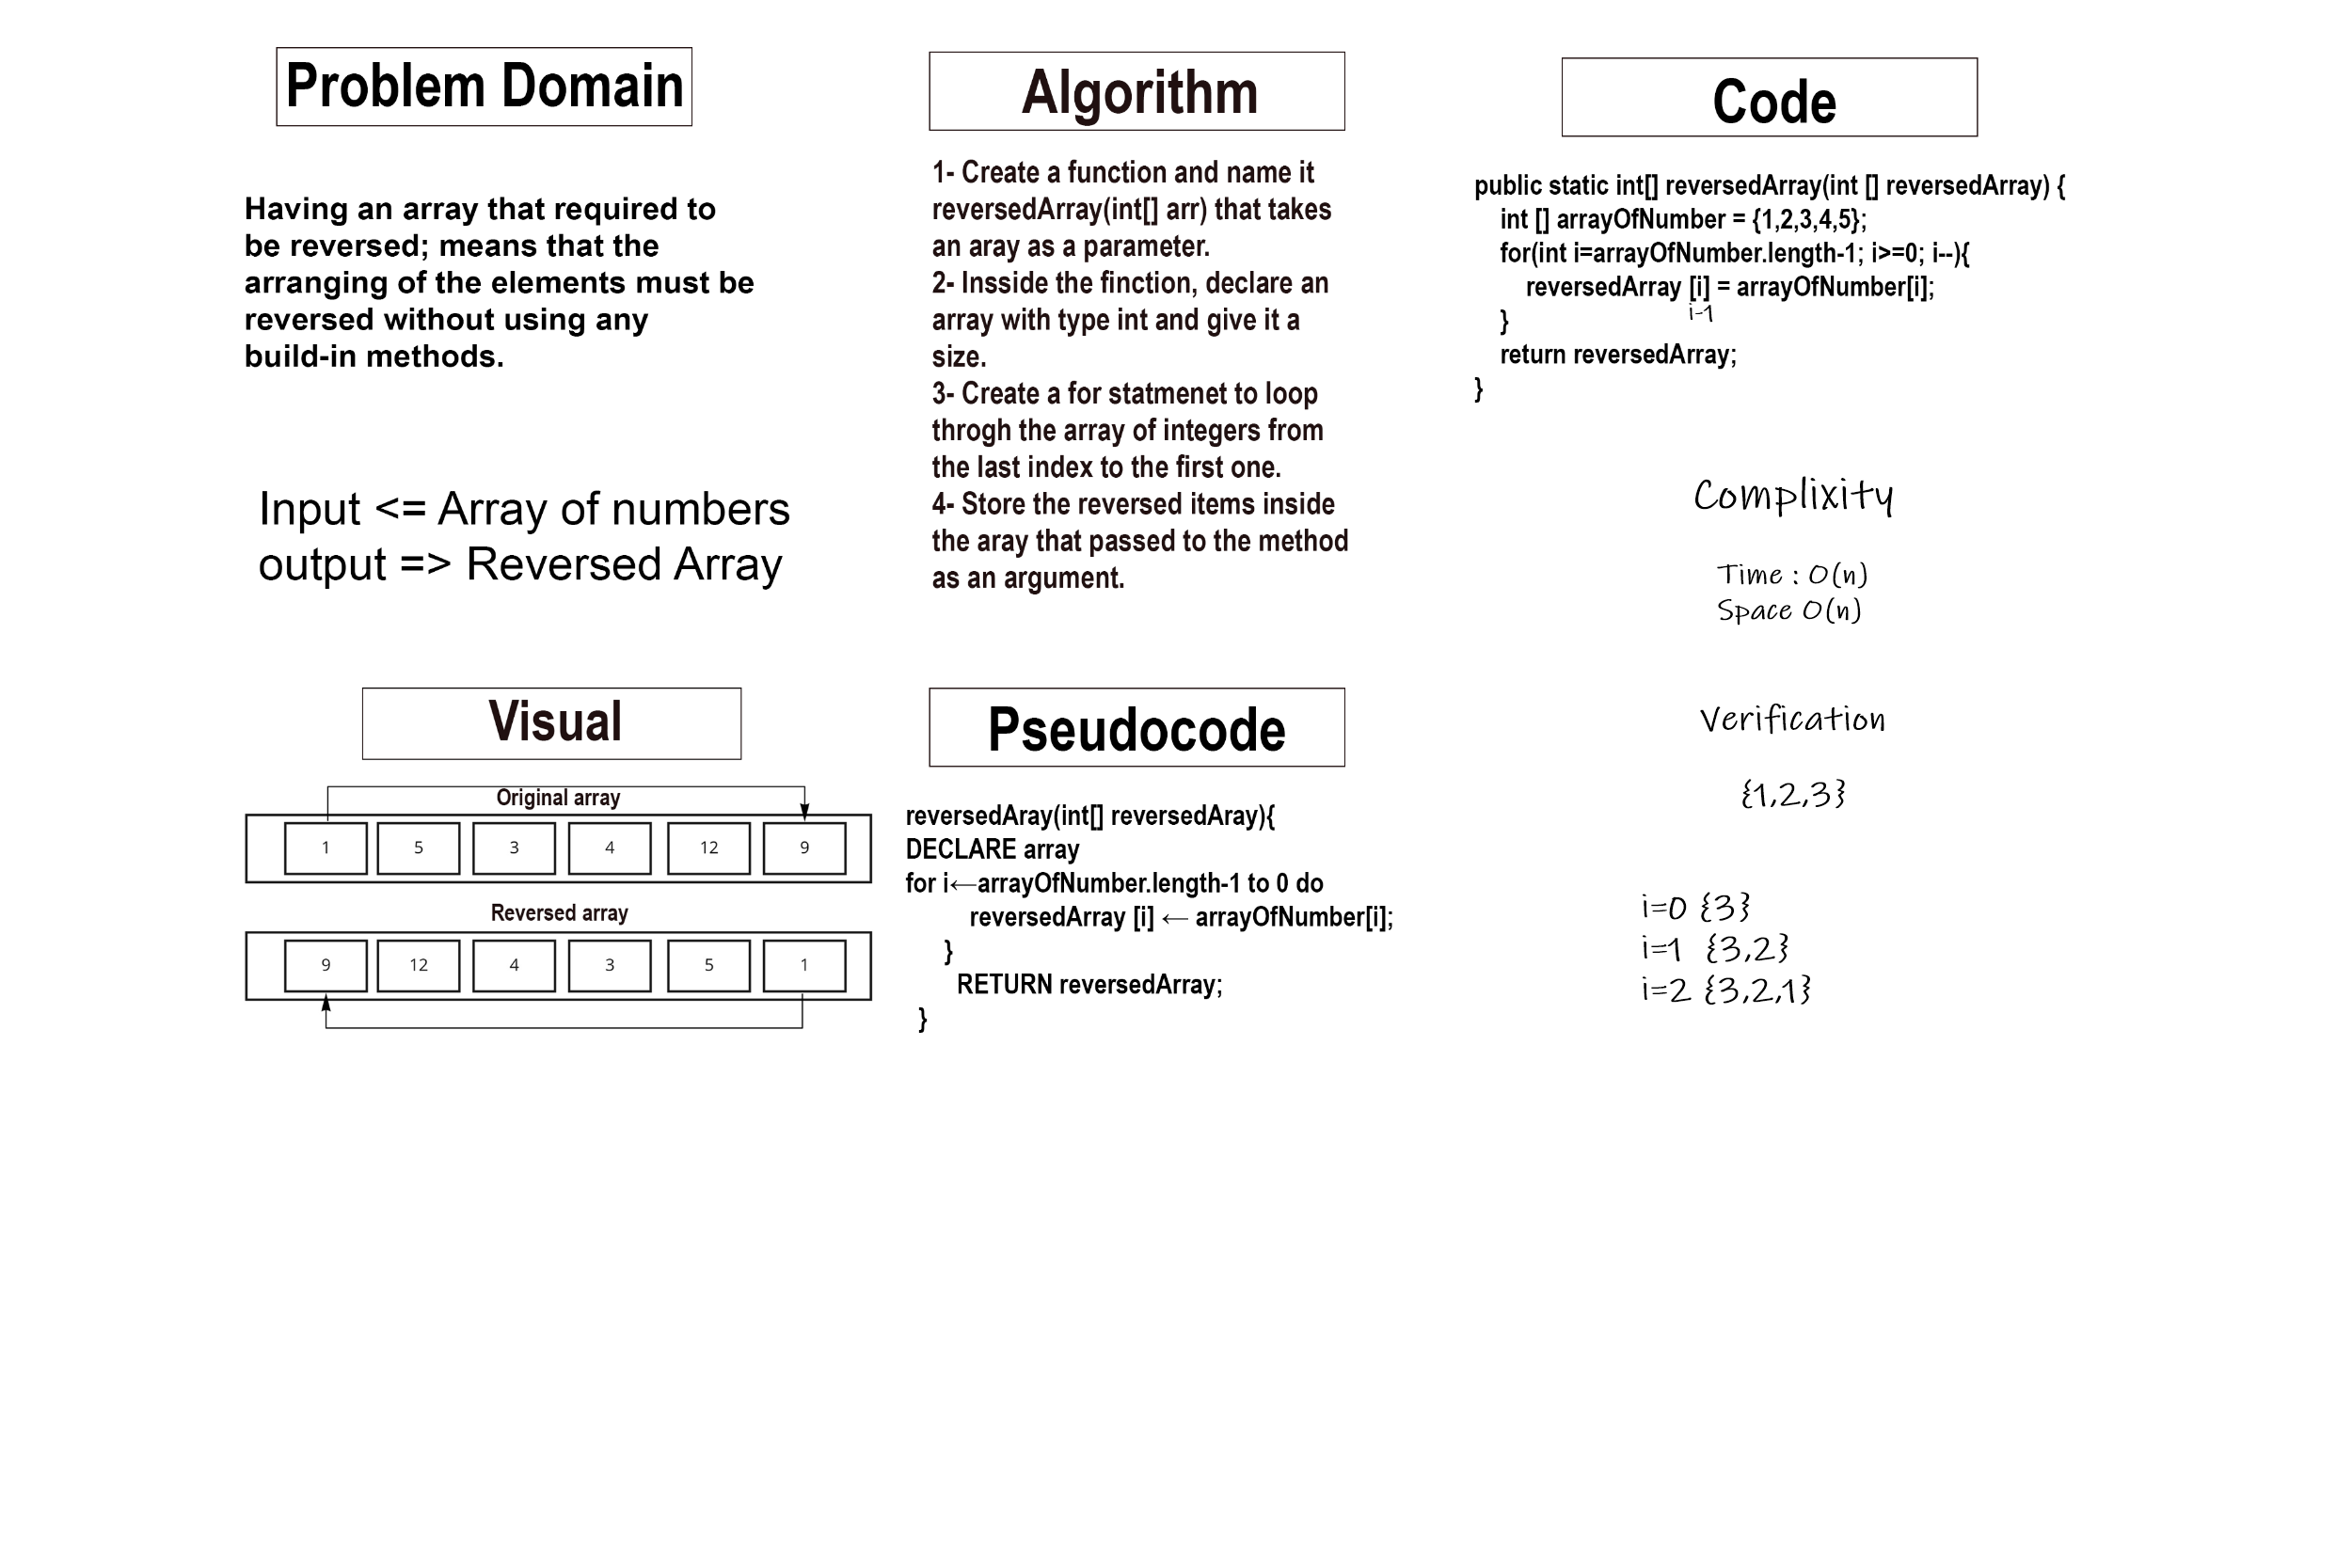 Problem Domain
Having an array that required to
be reversed; means that the
arranging of the elements must be
reversed without using any
build-in methods.
Input <= Array of numbers
output => Reversed Array
Visual
Original array
1 5 3 4 12 9
Reversed array
9 12 4 3 5 1
Algorithm
1- Create a function and name it
reversedArray(int[] arr) that takes
an aray as a parameter.
2- Insside the finction, declare an
array with type int and give it a
size.
3- Create a for statmenet to loop
throgh the array of integers from
the last index to the first one.
4- Store the reversed items inside
the aray that passed to the method
as an argument.
Pseudocode
reversedAray(int[] reversedAray){
DECLARE array
for i←arrayOfNumber.length-1 to 0 do
reversedArray [i] ← arrayOfNumber[i];
}
RETURN reversedArray;
}
Code
public static int[] reversedArray(int [] reversedArray) {
int [] arrayOfNumber = {1,2,3,4,5};
for(int i=arrayOfNumber.length-1; i>=0; i--){
reversedArray [i] = arrayOfNumber[i];
i-1
}
return reversedArray;
}
Complixity
Time : O(n)
Space O(n)
Verification
{1,2,3}
i=0 {3}
i=1 {3,2}
i=2 {3,2,1}